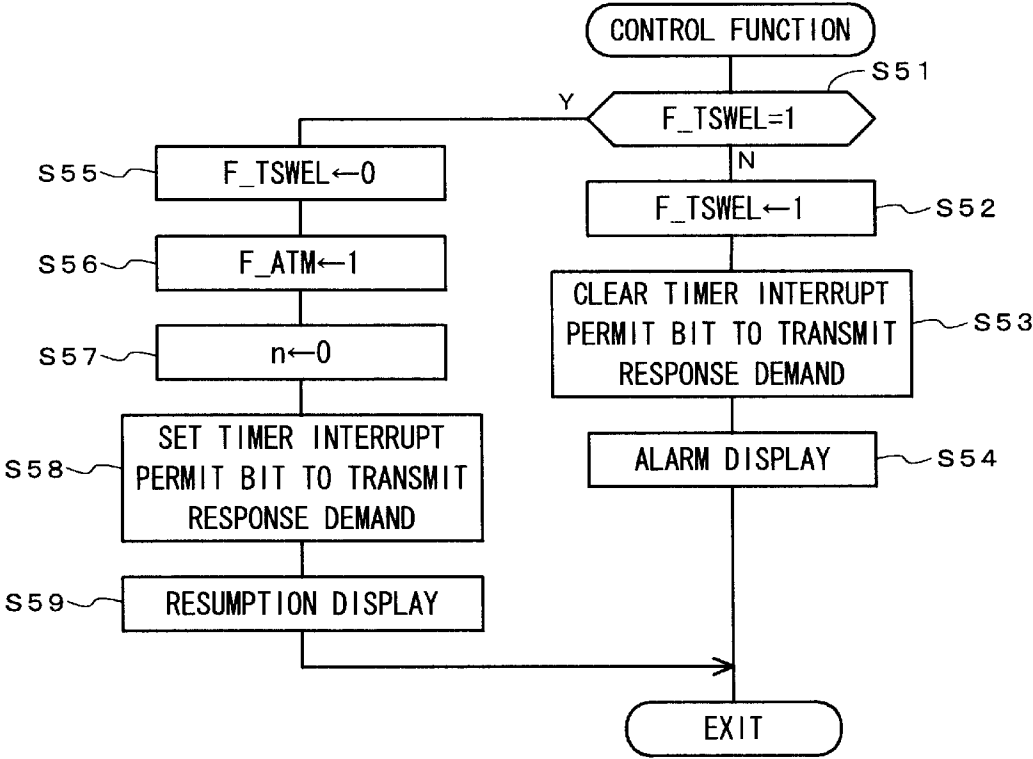 CONTROL FUNCTION
S51
F_TSWEL=1
Y
N
S52
F_TSWEL←1
S53
CLEAR TIMER INTERRUPT
PERMIT BIT TO TRANSMIT
RESPONSE DEMAND
S54
ALARM DISPLAY
S55
F_TSWEL←0
S56
F_ATM←1
S57
n←0
S58
SET TIMER INTERRUPT
PERMIT BIT TO TRANSMIT
RESPONSE DEMAND
S59
RESUMPTION DISPLAY
EXIT